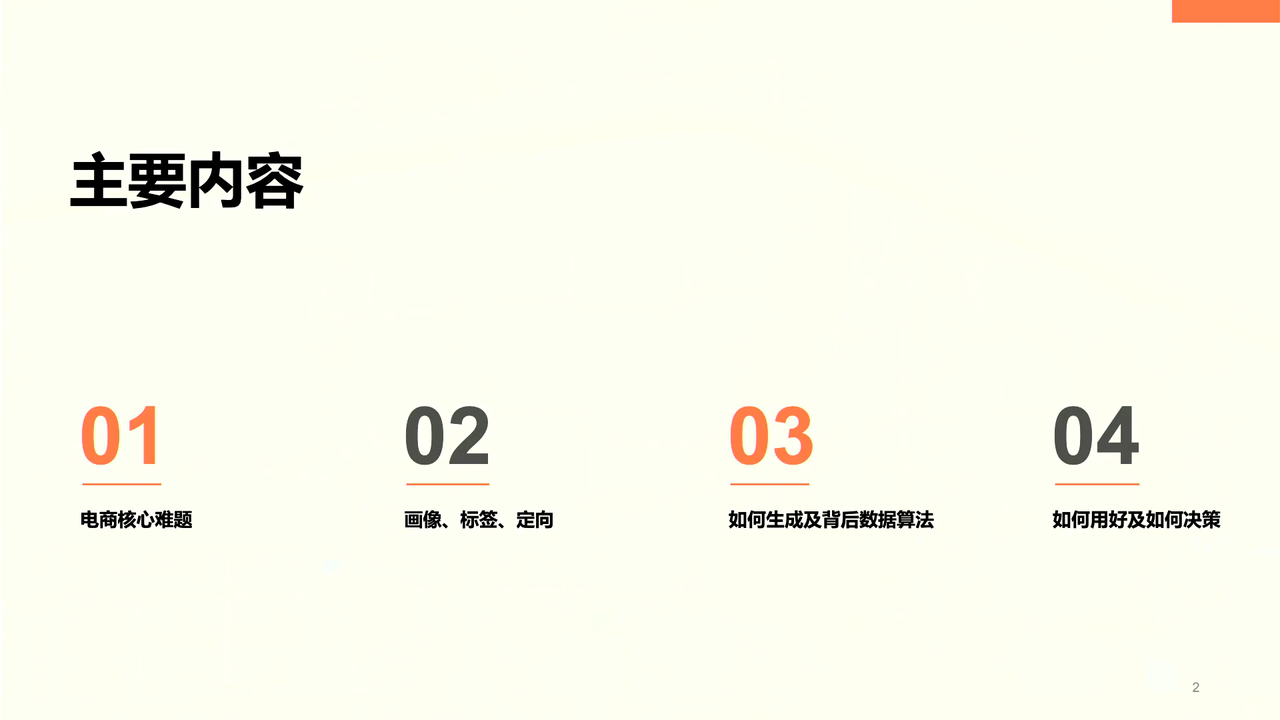 主要内容
01
电商核心难题
02
画像、标签、定向
03
如何生成及背后数据算法
04
如何用好及如何决策
2